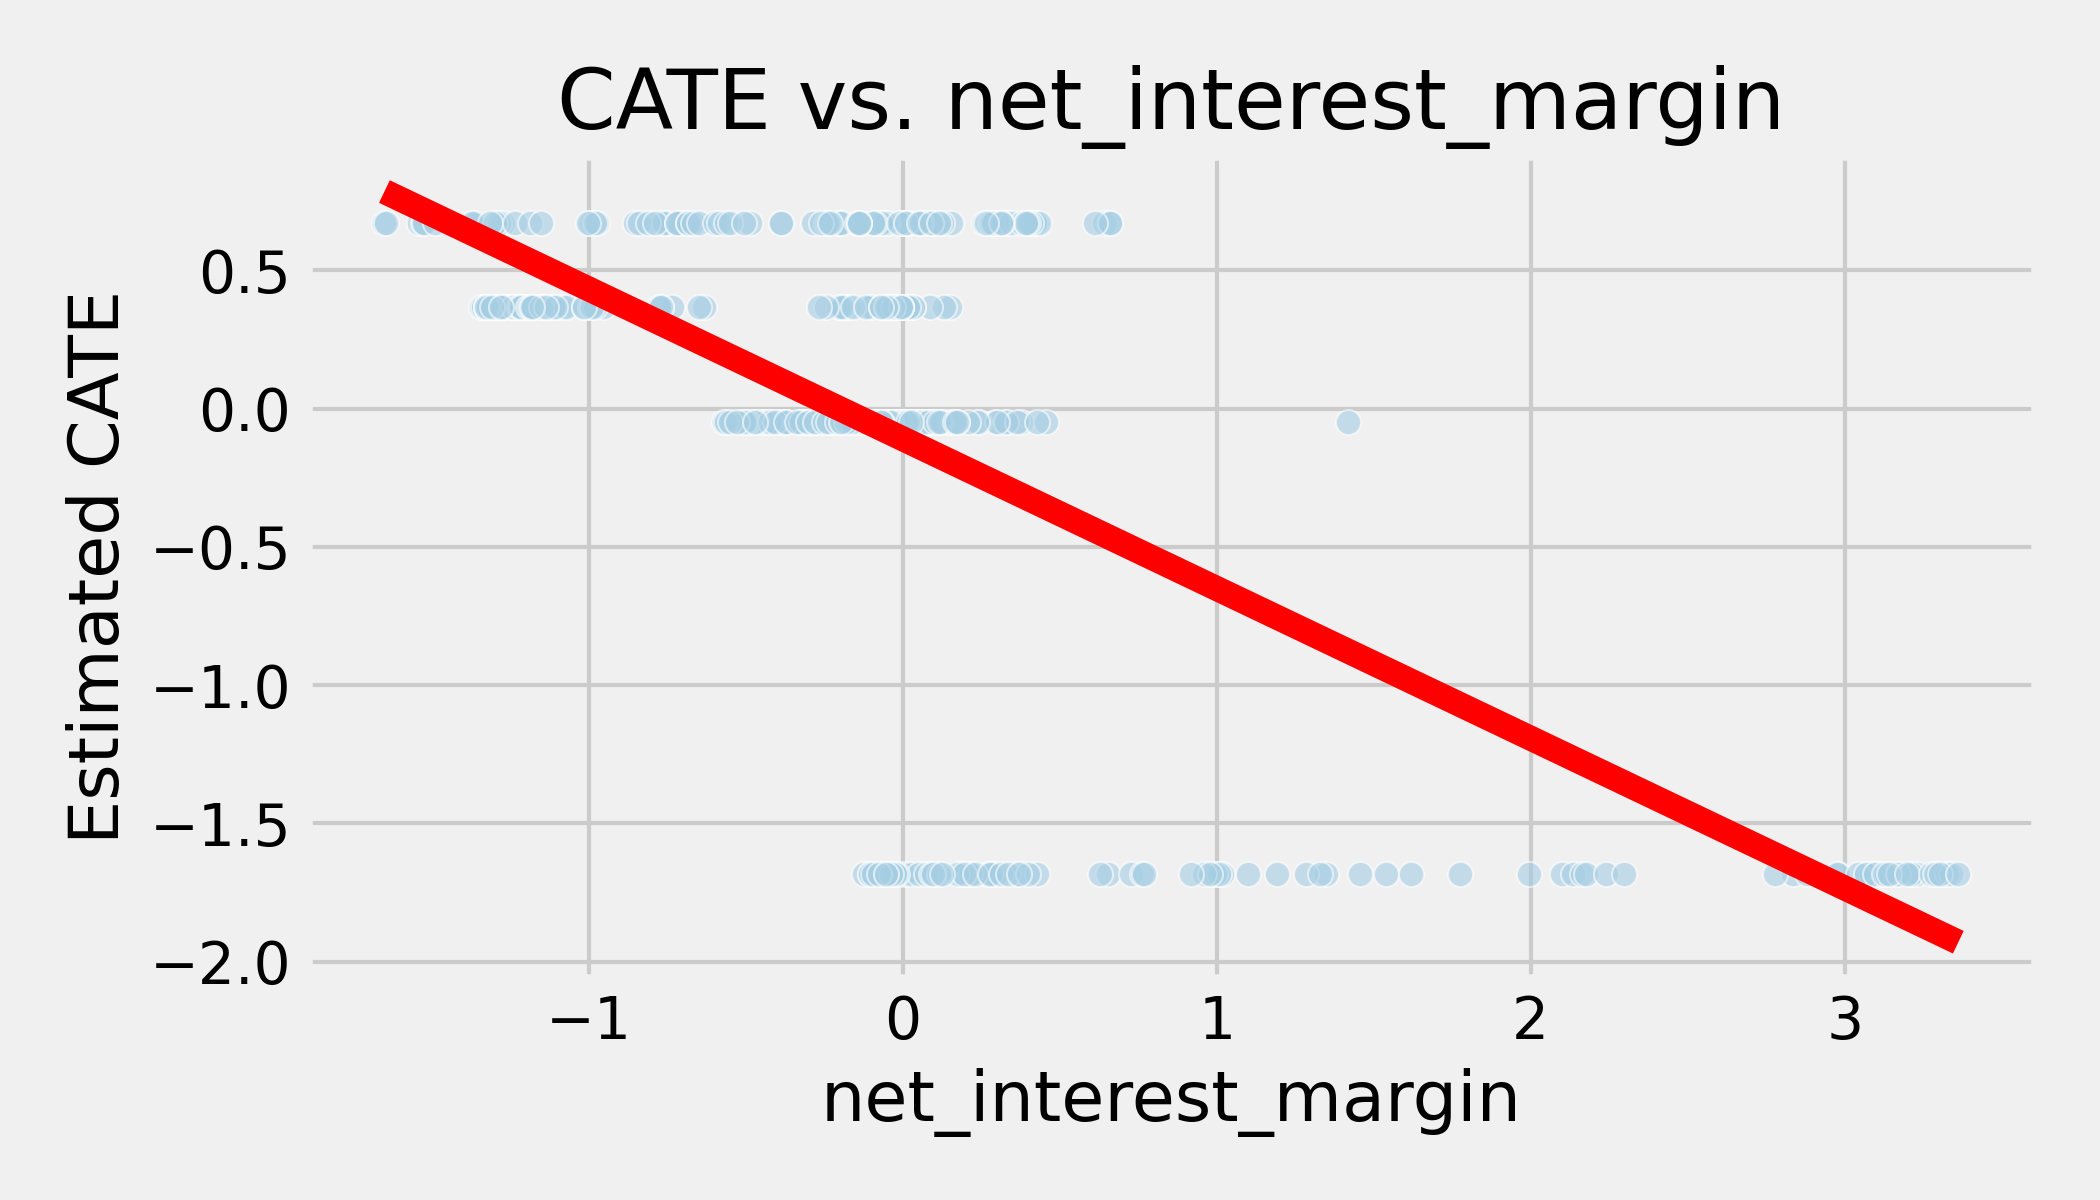 CATE vs. net_interest_margin
Estimated CATE
0.5
0.0
−0.5
−1.0
−1.5
−2.0
−1 0 1 2 3
net_interest_margin